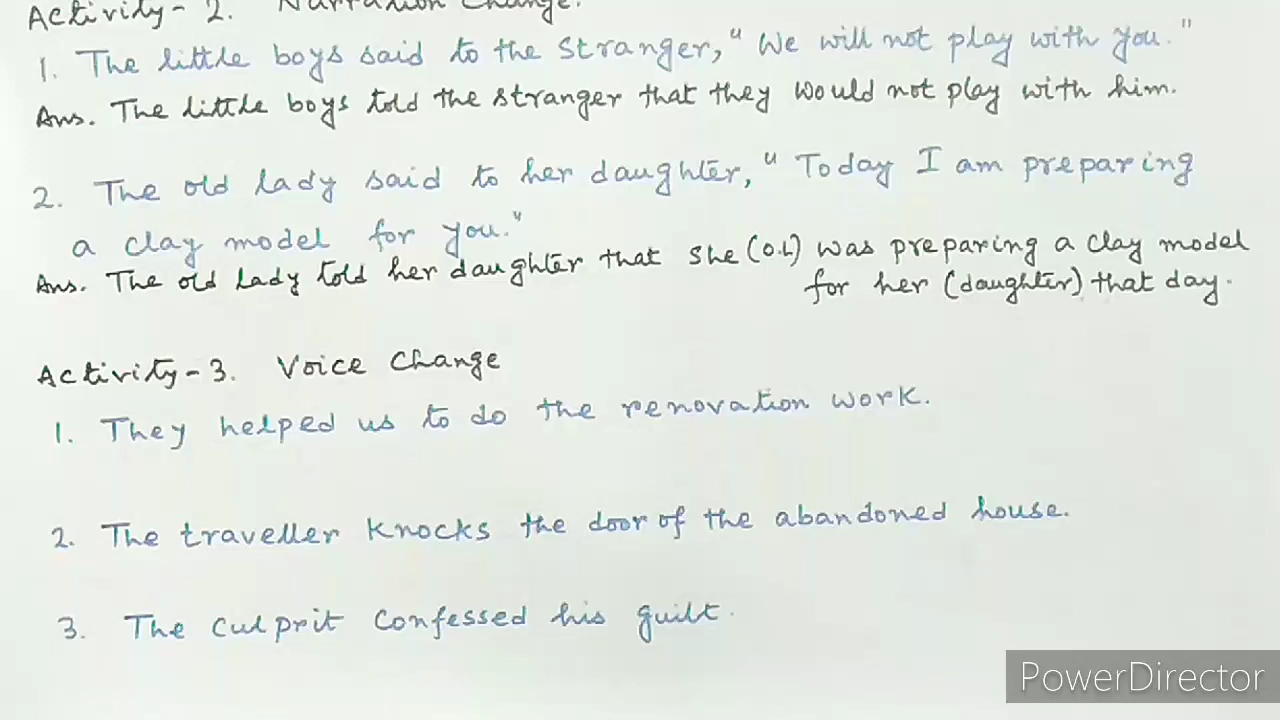 Activity- 2. Narration Change.
1. The little boys said to the stranger, "We will not play with you."
Ans. The little boys told the stranger that they would not play with him.
2. The old lady said to her daughter, "Today I am preparing
a clay model for you."
Ans. The old lady told her daughter that she (O.L) was preparing a clay model
for her (daughter) that day.
Activity-3. Voice Change
1. They helped us to do the renovation work.
2. The traveller knocks the door of the abandoned house.
3. The culprit confessed his guilt.
PowerDirector